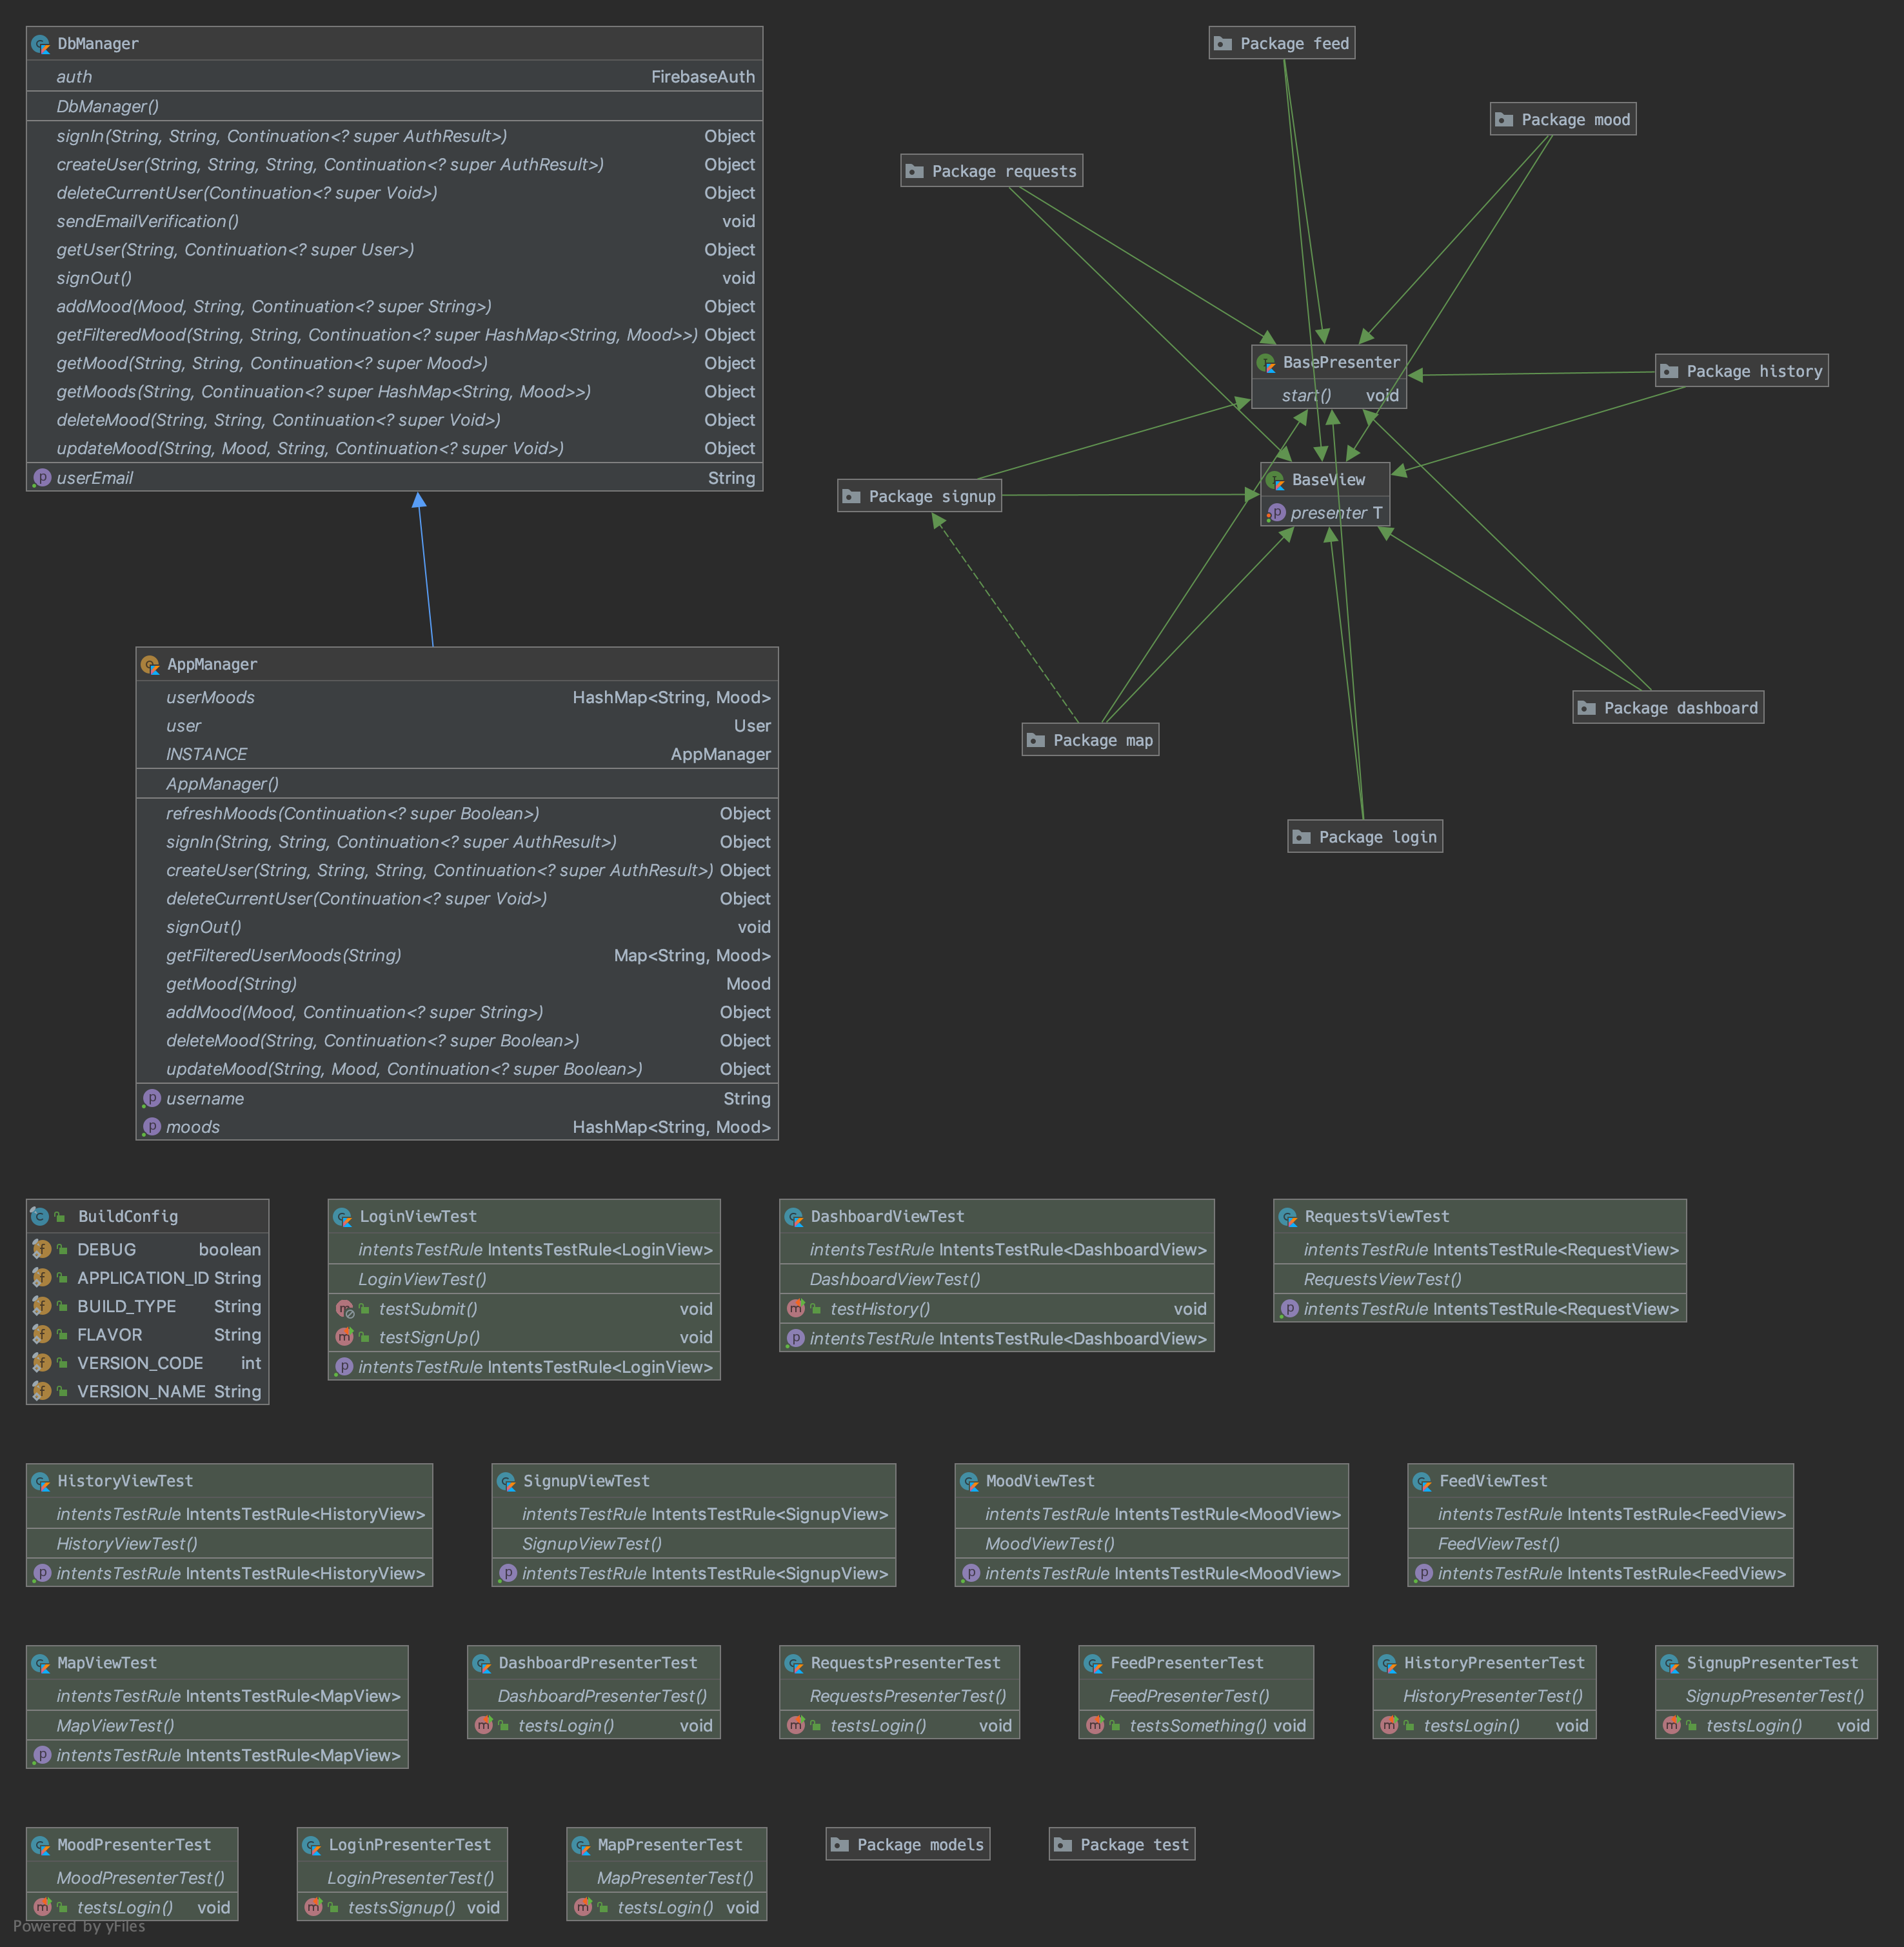 DbManager
auth FirebaseAuth
DbManager()
signIn(String, String, Continuation<? super AuthResult>) Object
createUser(String, String, String, Continuation<? super AuthResult>) Object
deleteCurrentUser(Continuation<? super Void>) Object
sendEmailVerification() void
getUser(String, Continuation<? super User>) Object
signOut() void
addMood(Mood, String, Continuation<? super String>) Object
getFilteredMood(String, String, Continuation<? super HashMap<String, Mood>>) Object
getMood(String, String, Continuation<? super Mood>) Object
getMoods(String, Continuation<? super HashMap<String, Mood>>) Object
deleteMood(String, String, Continuation<? super Void>) Object
updateMood(String, Mood, String, Continuation<? super Void>) Object
p userEmail String
Package feed
Package mood
Package requests
BasePresenter
start() void
Package history
BaseView
p presenter T
Package signup
Package dashboard
Package map
Package login
AppManager
userMoods HashMap<String, Mood>
user User
INSTANCE AppManager
AppManager()
refreshMoods(Continuation<? super Boolean>) Object
signIn(String, String, Continuation<? super AuthResult>) Object
createUser(String, String, String, Continuation<? super AuthResult>) Object
deleteCurrentUser(Continuation<? super Void>) Object
signOut() void
getFilteredUserMoods(String) Map<String, Mood>
getMood(String) Mood
addMood(Mood, Continuation<? super String>) Object
deleteMood(String, Continuation<? super Boolean>) Object
updateMood(String, Mood, Continuation<? super Boolean>) Object
p username String
p moods HashMap<String, Mood>
BuildConfig
f DEBUG boolean
f APPLICATION_ID String
f BUILD_TYPE String
f FLAVOR String
f VERSION_CODE int
f VERSION_NAME String
LoginViewTest
intentsTestRule IntentsTestRule<LoginView>
LoginViewTest()
m testSubmit() void
m testSignUp() void
p intentsTestRule IntentsTestRule<LoginView>
DashboardViewTest
intentsTestRule IntentsTestRule<DashboardView>
DashboardViewTest()
m testHistory() void
p intentsTestRule IntentsTestRule<DashboardView>
RequestsViewTest
intentsTestRule IntentsTestRule<RequestView>
RequestsViewTest()
p intentsTestRule IntentsTestRule<RequestView>
HistoryViewTest
intentsTestRule IntentsTestRule<HistoryView>
HistoryViewTest()
p intentsTestRule IntentsTestRule<HistoryView>
SignupViewTest
intentsTestRule IntentsTestRule<SignupView>
SignupViewTest()
p intentsTestRule IntentsTestRule<SignupView>
MoodViewTest
intentsTestRule IntentsTestRule<MoodView>
MoodViewTest()
p intentsTestRule IntentsTestRule<MoodView>
FeedViewTest
intentsTestRule IntentsTestRule<FeedView>
FeedViewTest()
p intentsTestRule IntentsTestRule<FeedView>
MapViewTest
intentsTestRule IntentsTestRule<MapView>
MapViewTest()
p intentsTestRule IntentsTestRule<MapView>
DashboardPresenterTest
DashboardPresenterTest()
m testsLogin() void
RequestsPresenterTest
RequestsPresenterTest()
m testsLogin() void
FeedPresenterTest
FeedPresenterTest()
m testsSomething() void
HistoryPresenterTest
HistoryPresenterTest()
m testsLogin() void
SignupPresenterTest
SignupPresenterTest()
m testsLogin() void
MoodPresenterTest
MoodPresenterTest()
m testsLogin() void
LoginPresenterTest
LoginPresenterTest()
m testsSignup() void
MapPresenterTest
MapPresenterTest()
m testsLogin() void
Package models
Package test
Powered by yFiles